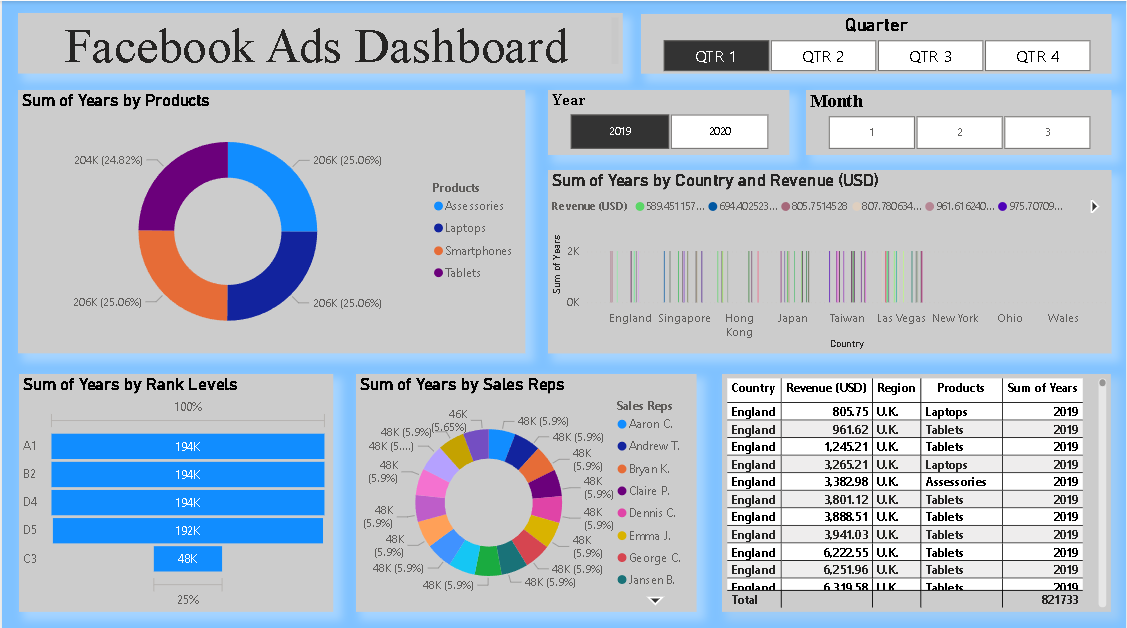 Facebook Ads Dashboard
Quarter
QTR 1 QTR 2 QTR 3 QTR 4
Sum of Years by Products
204K (24.82%)
206K (25.06%)
206K (25.06%)
206K (25.06%)
Products
Assessories
Laptops
Smartphones
Tablets
Year
2019 2020
Month
1 2 3
Sum of Years by Country and Revenue (USD)
Revenue (USD) 589.451157... 694.402523... 805.7514528 807.780634... 961.616240... 975.70709...
Sum of Years
2K
0K
England Singapore Hong Kong Japan Taiwan Las Vegas New York Ohio Wales
Country
Sum of Years by Rank Levels
100%
A1 194K
B2 194K
D4 194K
D5 192K
C3 48K
25%
Sum of Years by Sales Reps
46K (5.65%)
48K (5.9%)
48K (5.9%)
48K (5.9%)
48K (5.9%)
48K (5.9%)
48K (5.9%)
48K (5.9%)
48K (5.9%)
48K (5.9%)
48K (5.9%)
48K (5.9%)
48K (5.9%)
48K (5.9%)
48K (5....)
48K (5.9%)
Sales Reps
Aaron C.
Andrew T.
Bryan K.
Claire P.
Dennis C.
Emma J.
George C.
Jansen B.
Country Revenue (USD) Region Products Sum of Years
England 805.75 U.K. Laptops 2019
England 961.62 U.K. Tablets 2019
England 1,245.21 U.K. Tablets 2019
England 3,265.21 U.K. Laptops 2019
England 3,382.98 U.K. Assessories 2019
England 3,801.12 U.K. Tablets 2019
England 3,888.51 U.K. Tablets 2019
England 3,941.03 U.K. Tablets 2019
England 6,222.55 U.K. Tablets 2019
England 6,251.96 U.K. Tablets 2019
England 6,319.58 U.K. Tablets 2019
Total 821733